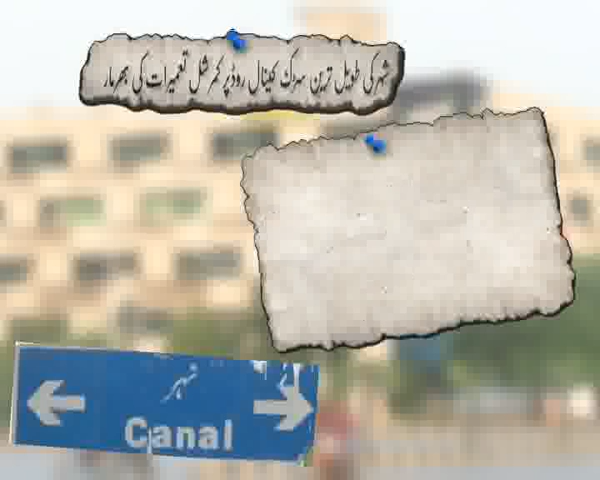 شہر کی طویل ترین سڑک کینال روڈ پر کمرشل تعمیرات کی بھرمار
نہر
Canal